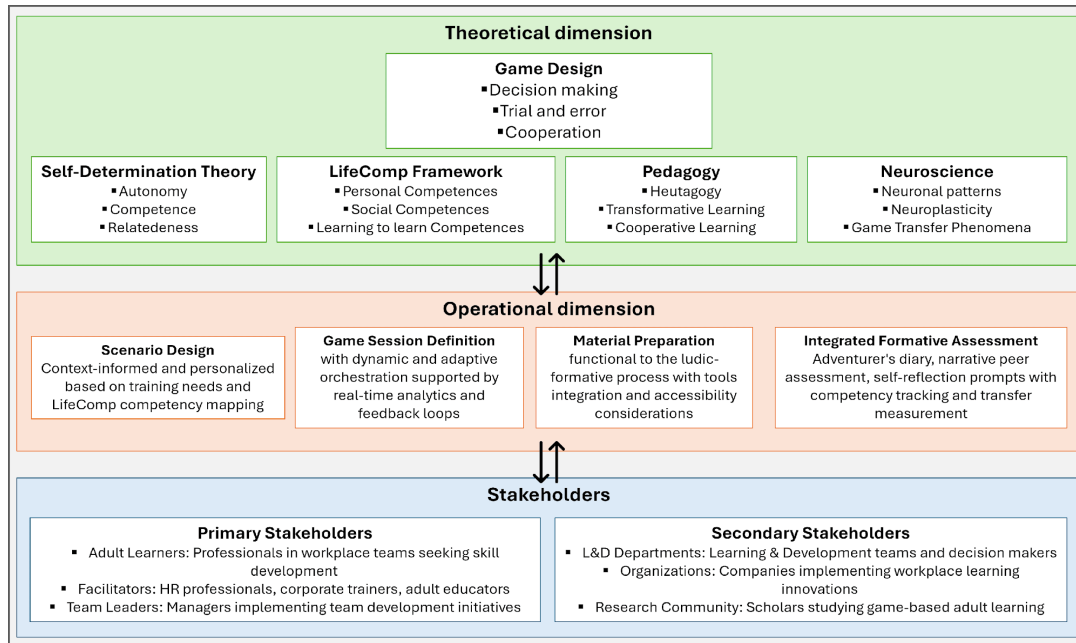 Theoretical dimension
Game Design
▪Decision making
▪Trial and error
▪Cooperation
Self-Determination Theory
▪ Autonomy
▪ Competence
▪ Relatedeness
LifeComp Framework
▪ Personal Competences
▪ Social Competences
▪ Learning to learn Competences
Pedagogy
▪ Heutagogy
▪ Transformative Learning
▪ Cooperative Learning
Neuroscience
▪ Neuronal patterns
▪ Neuroplasticity
▪ Game Transfer Phenomena
Operational dimension
Scenario Design
Context-informed and personalized
based on training needs and
LifeComp competency mapping
Game Session Definition
with dynamic and adaptive
orchestration supported by
real-time analytics and
feedback loops
Material Preparation
functional to the ludic-
formative process with tools
integration and accessibility
considerations
Integrated Formative Assessment
Adventurer's diary, narrative peer
assessment, self-reflection prompts with
competency tracking and transfer
measurement
Stakeholders
Primary Stakeholders
▪ Adult Learners: Professionals in workplace teams seeking skill
development
▪ Facilitators: HR professionals, corporate trainers, adult educators
▪ Team Leaders: Managers implementing team development initiatives
Secondary Stakeholders
▪ L&D Departments: Learning & Development teams and decision makers
▪ Organizations: Companies implementing workplace learning
innovations
▪ Research Community: Scholars studying game-based adult learning